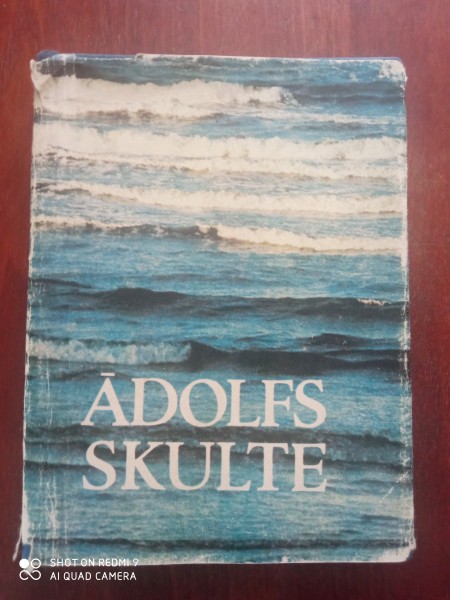 ĀDOLFS
SKULTE
SHOT ON REDMI 9
AI QUAD CAMERA